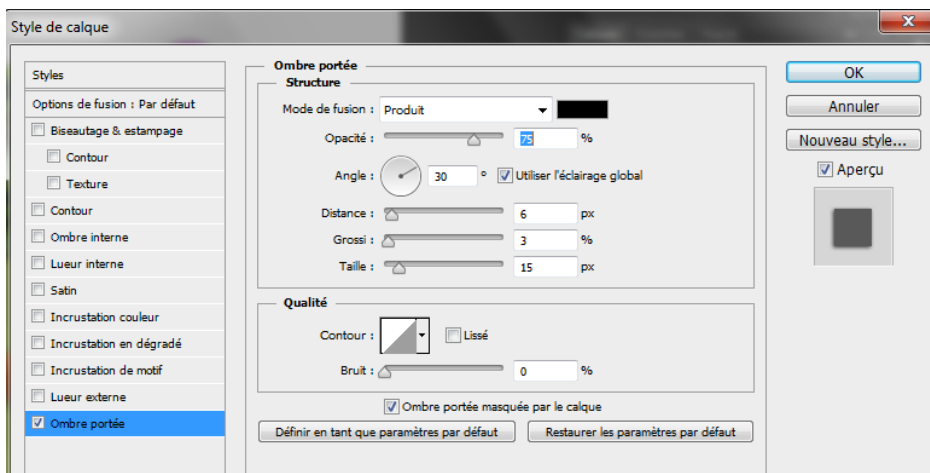 Style de calque
Styles
Options de fusion : Par défaut
Biseautage & estampage
Contour
Texture
Contour
Ombre interne
Lueur interne
Satin
Incrustation couleur
Incrustation en dégradé
Incrustation de motif
Lueur externe
Ombre portée
Ombre portée
Structure
Mode de fusion : Produit
Opacité : 75 %
Angle : 30 ° Utiliser l'éclairage global
Distance : 6 px
Grossi : 3 %
Taille : 15 px
Qualité
Contour : Lissé
Bruit : 0 %
Ombre portée masquée par le calque
Définir en tant que paramètres par défaut Restaurer les paramètres par défaut
OK
Annuler
Nouveau style...
Aperçu